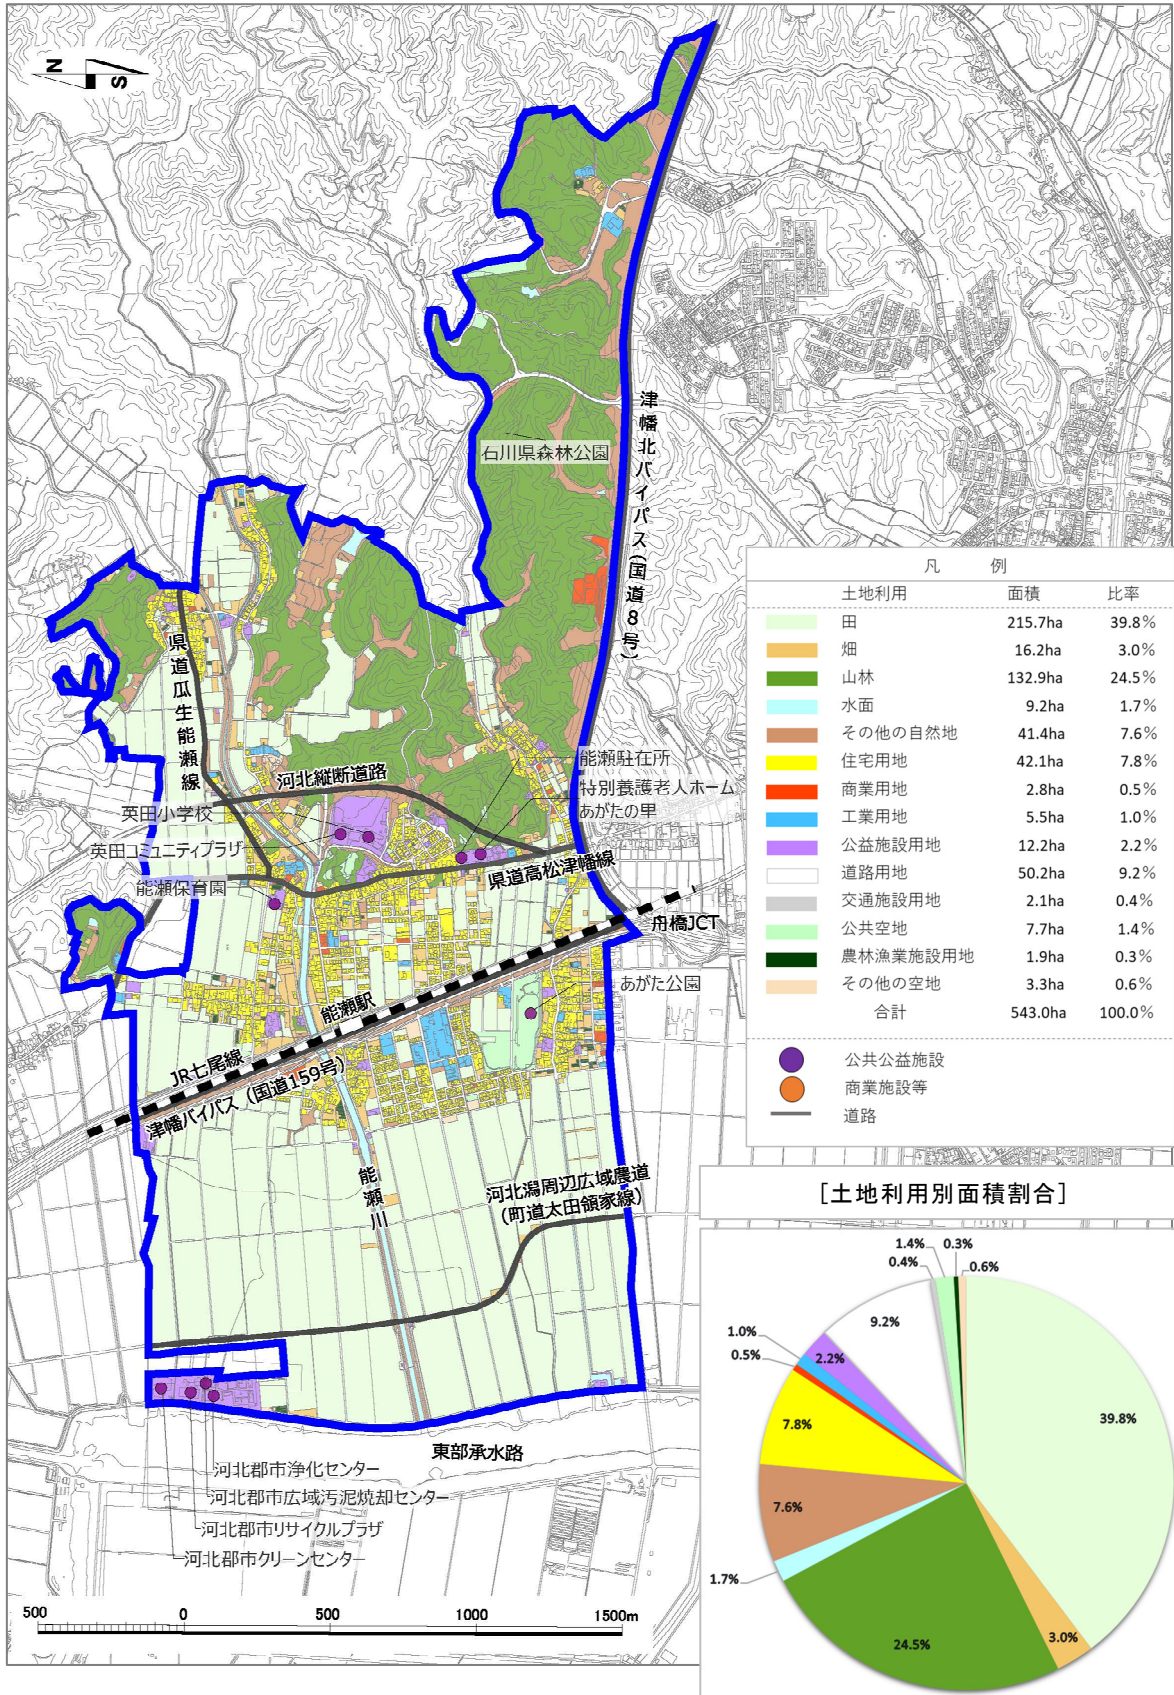 N
S
津幡北バイパス(国道8号)
石川県森林公園
県道瓜生能瀬線
河北縦断道路
能瀬駐在所
特別養護老人ホーム
あがたの里
英田小学校
英田コミュニティプラザ
能瀬保育園
県道高松津幡線
舟橋JCT
あがた公園
能瀬駅
JR七尾線
津幡バイパス（国道159号）
能瀬川
河北潟周辺広域農道
（町道太田領家線）
東部承水路
河北郡市浄化センター
河北郡市広域汚泥焼却センター
河北郡市リサイクルプラザ
河北郡市クリーンセンター
500 0 500 1000 1500m
凡 例
土地利用 面積 比率
田 215.7ha 39.8%
畑 16.2ha 3.0%
山林 132.9ha 24.5%
水面 9.2ha 1.7%
その他の自然地 41.4ha 7.6%
住宅用地 42.1ha 7.8%
商業用地 2.8ha 0.5%
工業用地 5.5ha 1.0%
公益施設用地 12.2ha 2.2%
道路用地 50.2ha 9.2%
交通施設用地 2.1ha 0.4%
公共空地 7.7ha 1.4%
農林漁業施設用地 1.9ha 0.3%
その他の空地 3.3ha 0.6%
合計 543.0ha 100.0%
公共公益施設
商業施設等
道路
[土地利用別面積割合]
1.4% 0.3%
0.4% 0.6%
9.2%
1.0%
2.2%
0.5%
7.8%
39.8%
7.6%
1.7%
24.5%
3.0%